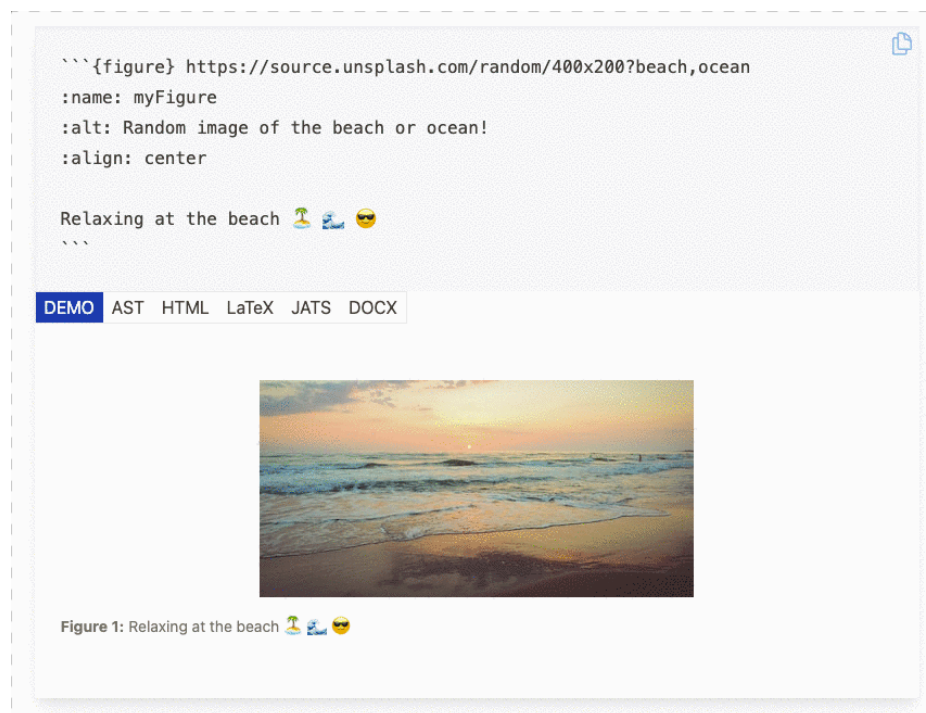 ```{figure} https://source.unsplash.com/random/400x200?beach,ocean
:name: myFigure
:alt: Random image of the beach or ocean!
:align: center
Relaxing at the beach 🏝 🌊 😎
```
DEMO AST HTML LaTeX JATS DOCX
Figure 1: Relaxing at the beach 🏝 🌊 😎